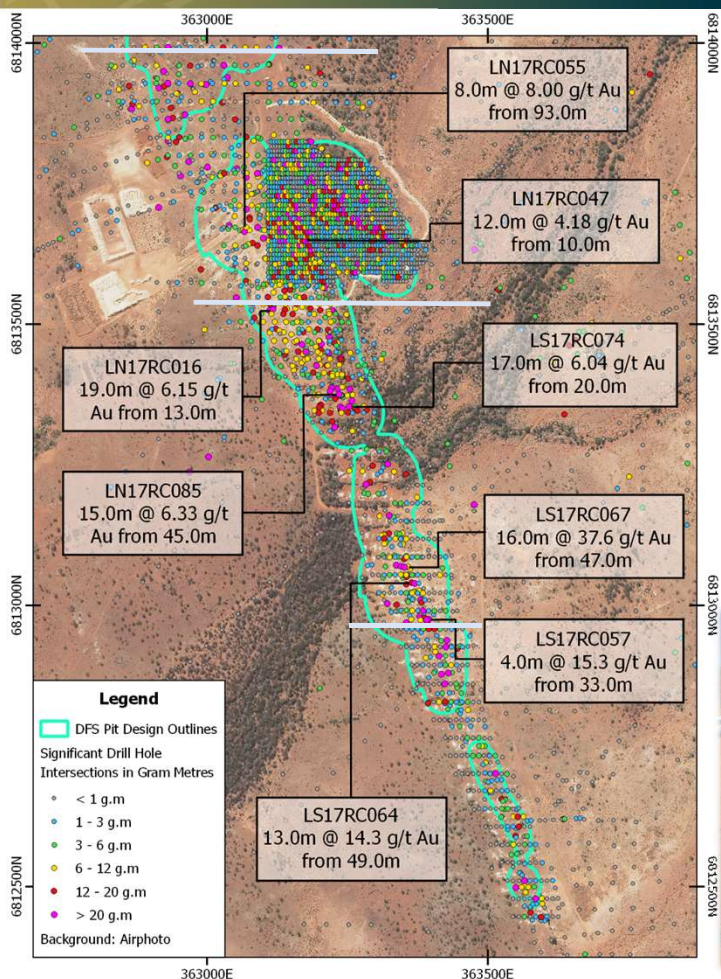 363000E
363500E
6814000N
6814000N
LN17RC055
8.0m @ 8.00 g/t Au
from 93.0m
LN17RC047
12.0m @ 4.18 g/t Au
from 10.0m
6813500N
6813500N
LN17RC016
19.0m @ 6.15 g/t
Au from 13.0m
LS17RC074
17.0m @ 6.04 g/t Au
from 20.0m
LN17RC085
15.0m @ 6.33 g/t
Au from 45.0m
LS17RC067
16.0m @ 37.6 g/t Au
from 47.0m
6813000N
6813000N
LS17RC057
4.0m @ 15.3 g/t Au
from 33.0m
LS17RC064
13.0m @ 14.3 g/t Au
from 49.0m
Legend
DFS Pit Design Outlines
Significant Drill Hole
Intersections in Gram Metres
< 1 g.m
1 - 3 g.m
3 - 6 g.m
6 - 12 g.m
12 - 20 g.m
> 20 g.m
Background: Airphoto
6812500N
6812500N
363000E
363500E